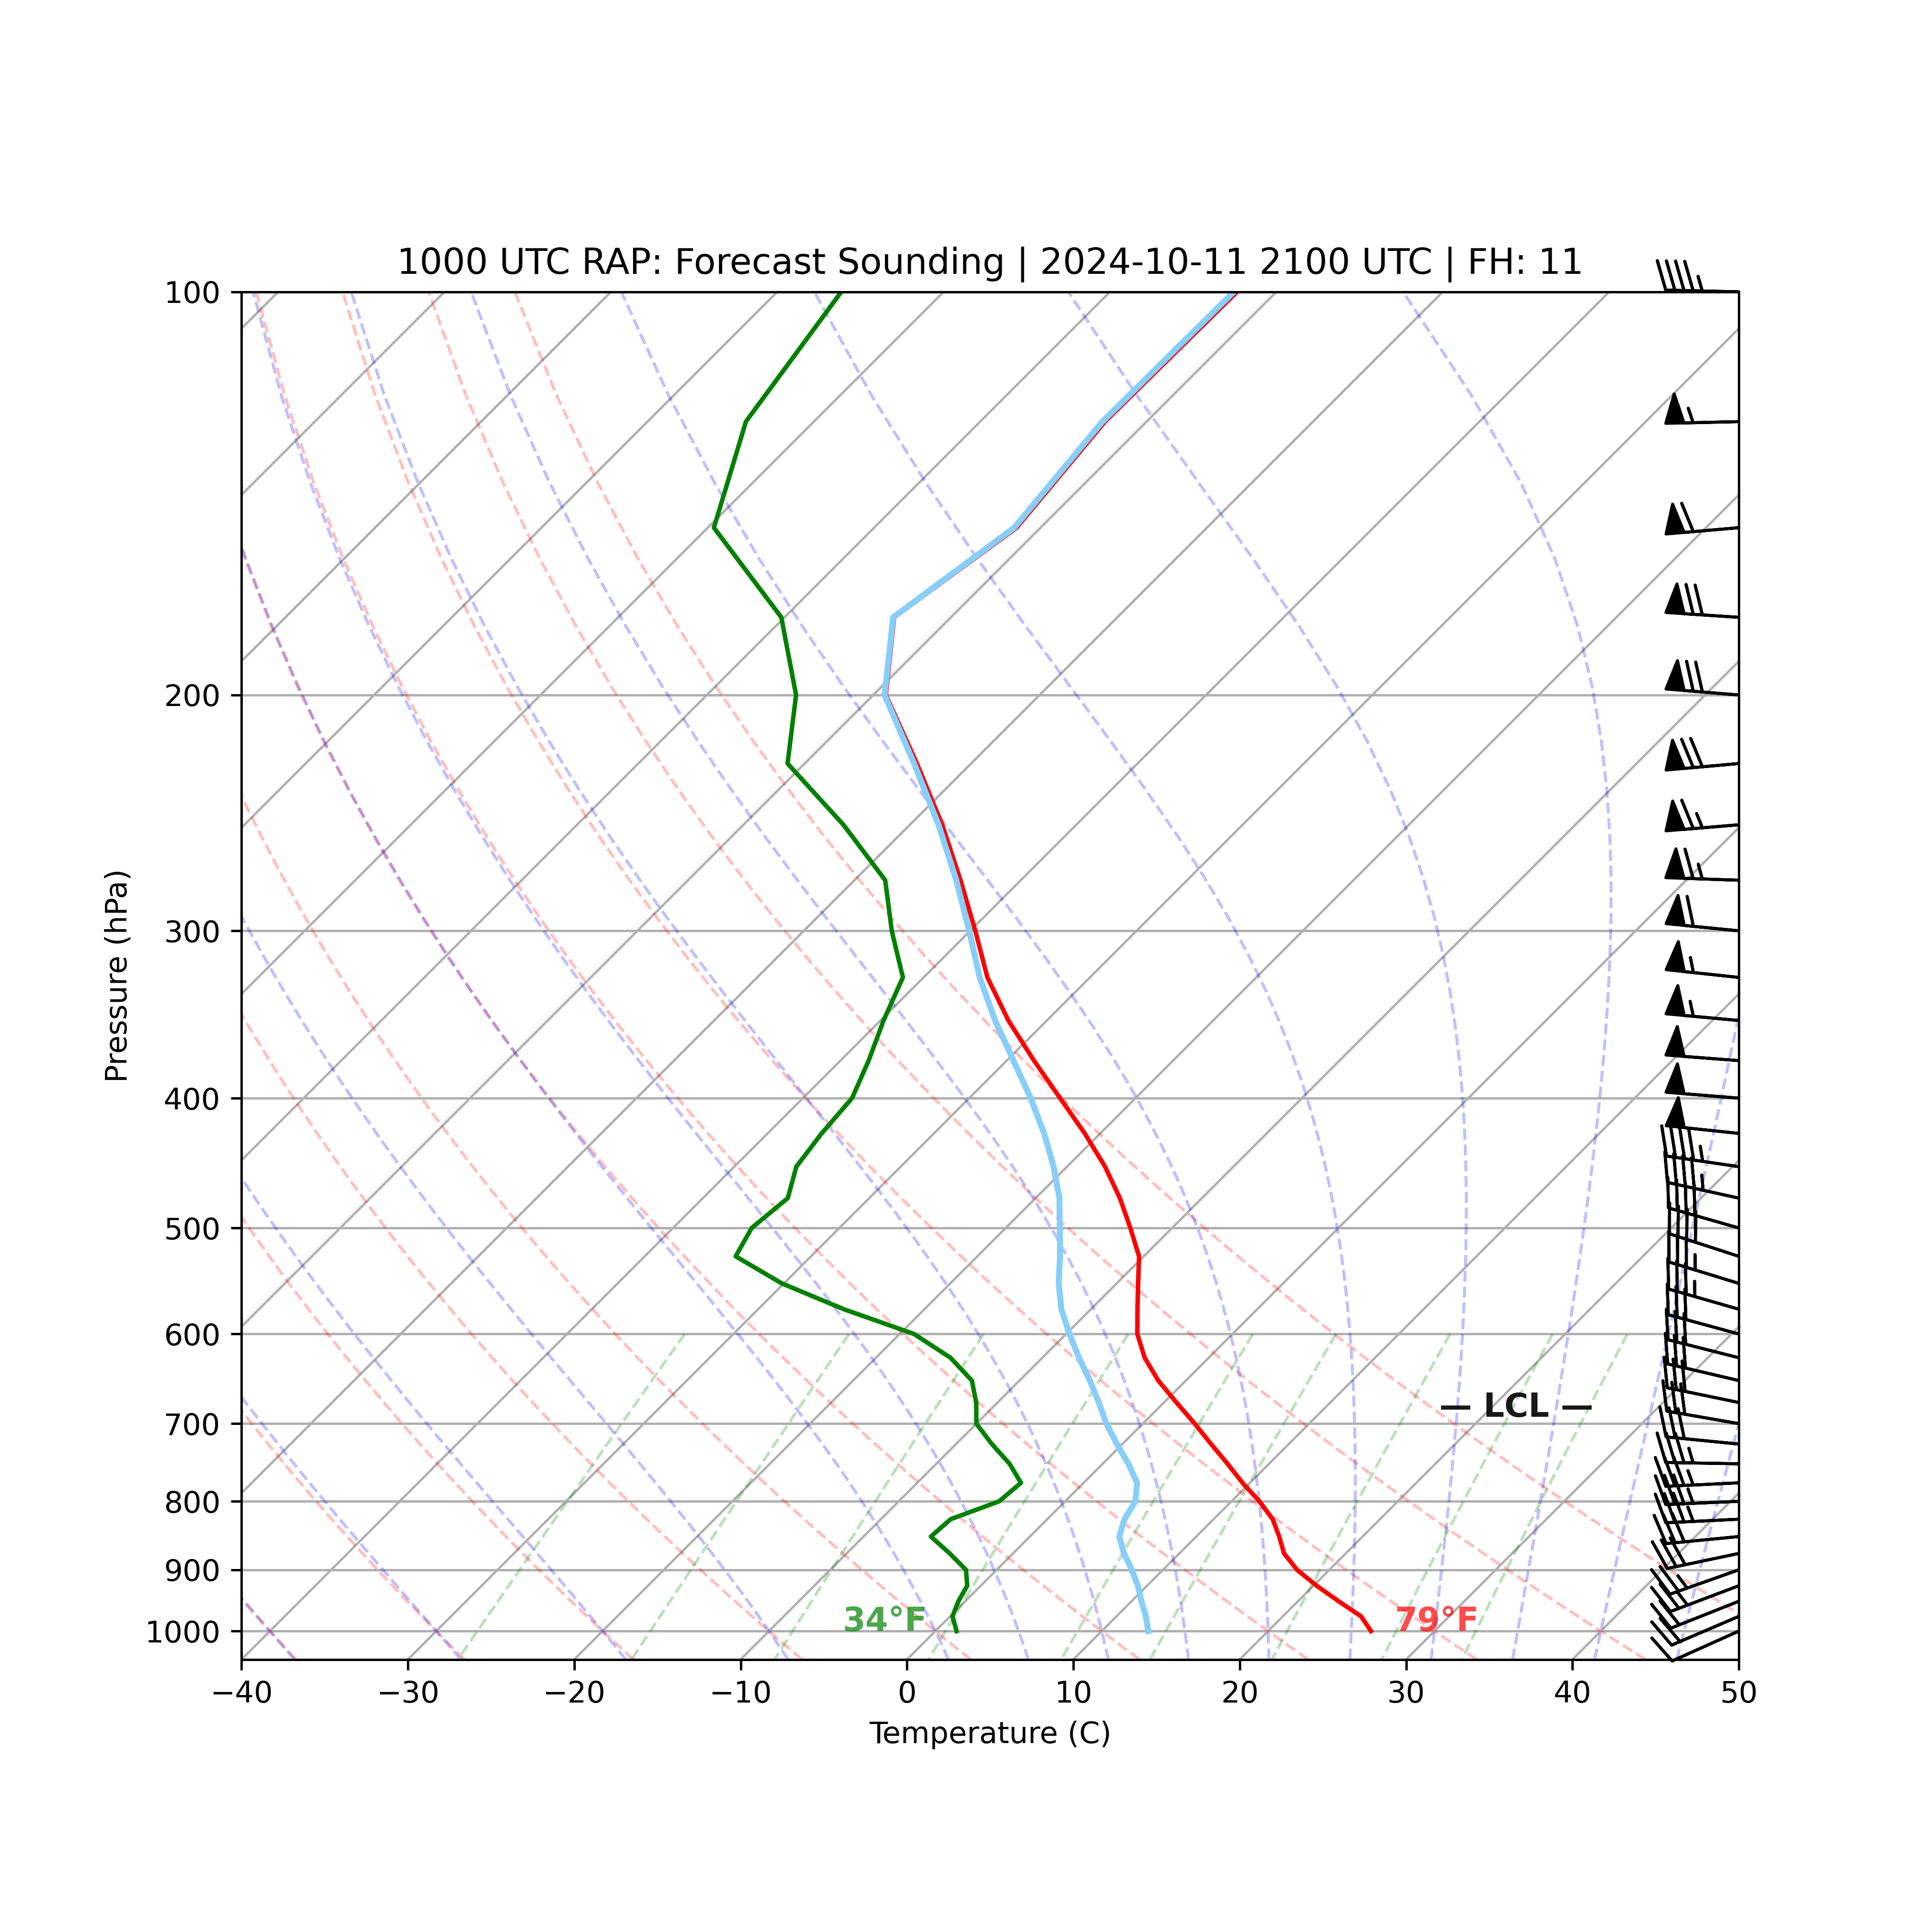 1000 UTC RAP: Forecast Sounding | 2024-10-11 2100 UTC | FH: 11
100
200
300
400
500
600
700
800
900
1000
Pressure (hPa)
— LCL —
34°F
79°F
−40 −30 −20 −10 0 10 20 30 40 50
Temperature (C)